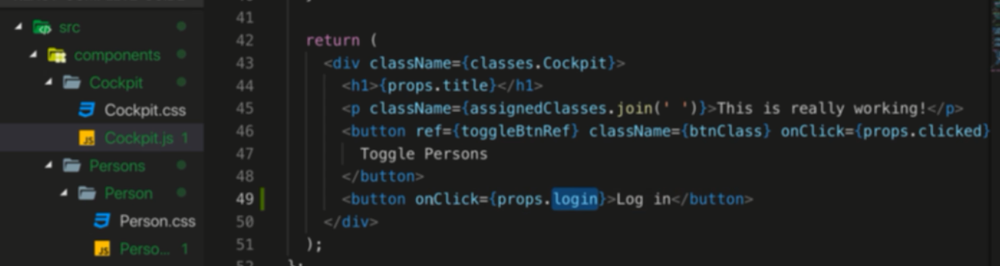 src
components
Cockpit
Cockpit.css
Cockpit.js 1
Persons
Person
Person.css
Perso... 1
41
42 return (
43 <div className={classes.Cockpit}>
44 <h1>{props.title}</h1>
45 <p className={assignedClasses.join(' ')}>This is really working!</p>
46 <button ref={toggleBtnRef} className={btnClass} onClick={props.clicked}
47 Toggle Persons
48 </button>
49 <button onClick={props.login}>Log in</button>
50 </div>
51 );